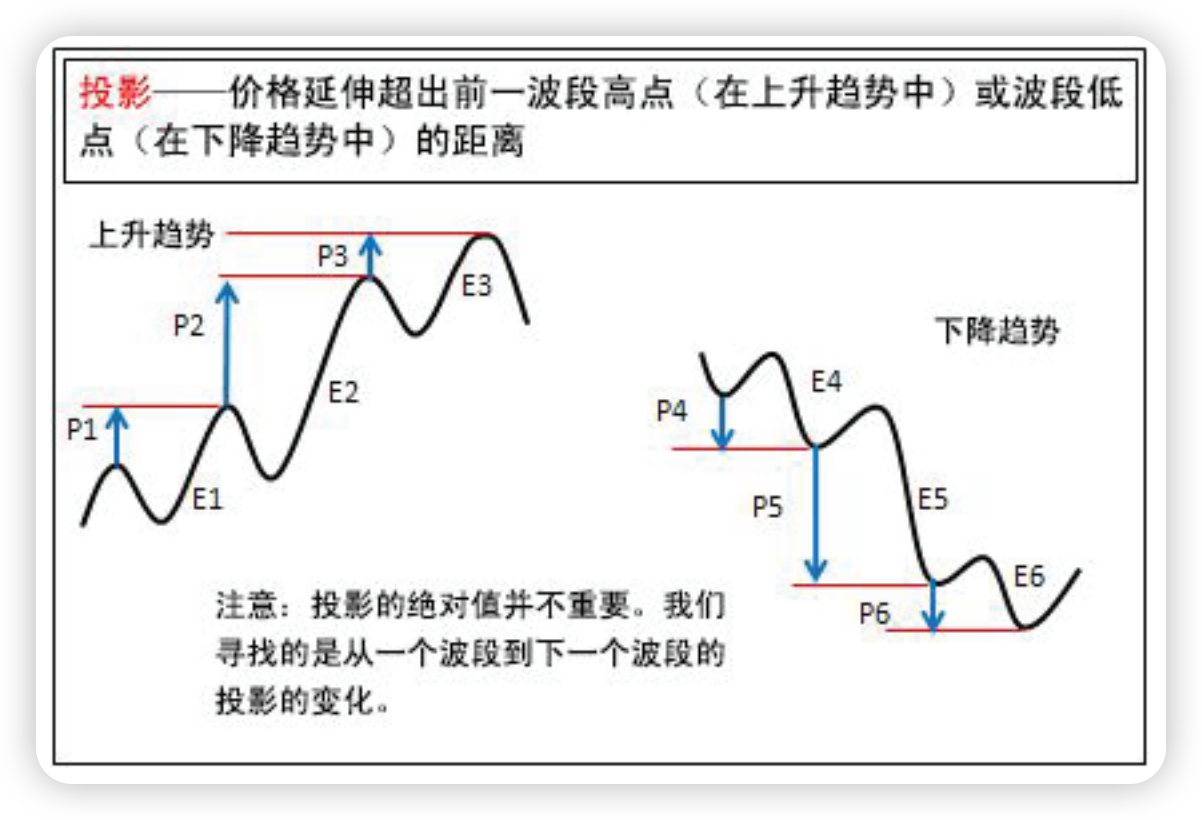 投影——价格延伸超出前一波段高点（在上升趋势中）或波段低
点（在下降趋势中）的距离
上升趋势
P3
E3
P2
下降趋势
E2
E4
P4
P1
E1
E5
P5
E6
P6
注意：投影的绝对值并不重要。我们
寻找的是从一个波段到下一个波段的
投影的变化。